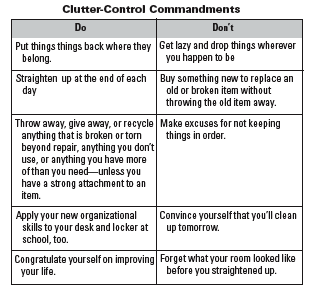 Clutter-Control Commandments
Do
Don't
Put things things back where they
belong.
Get lazy and drop things wherever
you happen to be
Straighten up at the end of each
day
Buy something new to replace an
old or broken item without
throwing the old item away.
Throw away, give away, or recycle
anything that is broken or torn
beyond repair, anything you don't
use, or anything you have more
of than you need—unless you
have a strong attachment to an
item.
Make excuses for not keeping
things in order.
Apply your new organizational
skills to your desk and locker at
school, too.
Convince yourself that you'll clean
up tomorrow.
Congratulate yourself on improving
your life.
Forget what your room looked like
before you straightened up.